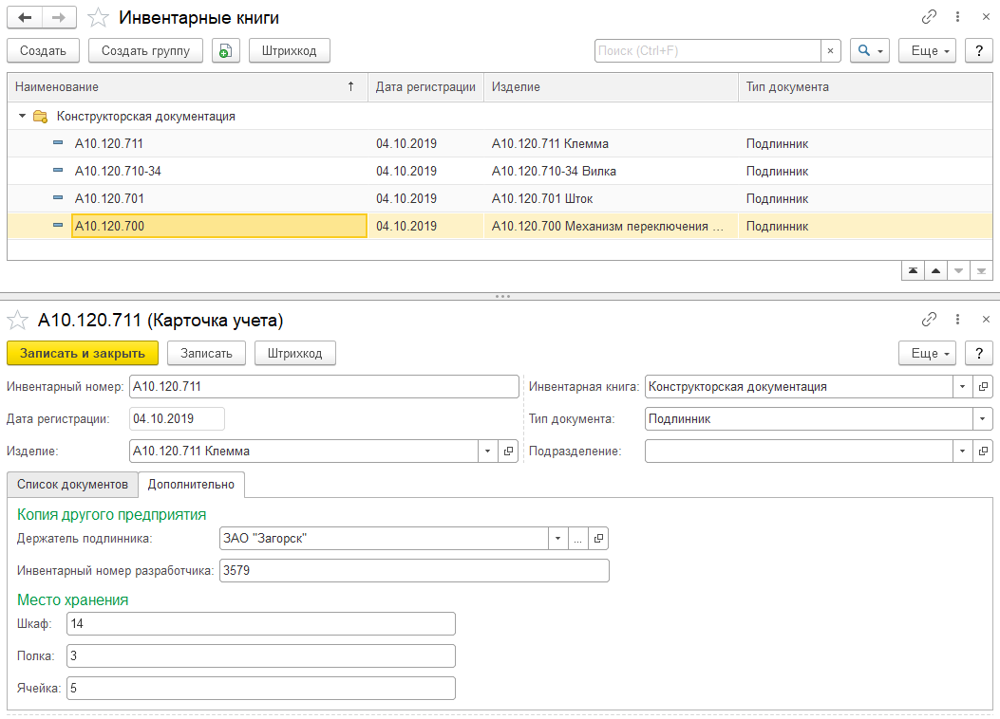 Инвентарные книги
Создать Создать группу Штрихкод Поиск (Ctrl+F) × Еще ?
Наименование ↑ Дата регистрации Изделие Тип документа
Конструкторская документация
А10.120.711 04.10.2019 А10.120.711 Клемма Подлинник
А10.120.710-34 04.10.2019 А10.120.710-34 Вилка Подлинник
А10.120.701 04.10.2019 А10.120.701 Шток Подлинник
А10.120.700 04.10.2019 А10.120.700 Механизм переключения ... Подлинник
А10.120.711 (Карточка учета)
Записать и закрыть Записать Штрихкод Еще ?
Инвентарный номер: А10.120.711 Инвентарная книга: Конструкторская документация
Дата регистрации: 04.10.2019 Тип документа: Подлинник
Изделие: А10.120.711 Клемма Подразделение:
Список документов Дополнительно
Копия другого предприятия
Держатель подлинника: ЗАО "Загорск" ...
Инвентарный номер разработчика: 3579
Место хранения
Шкаф: 14
Полка: 3
Ячейка: 5